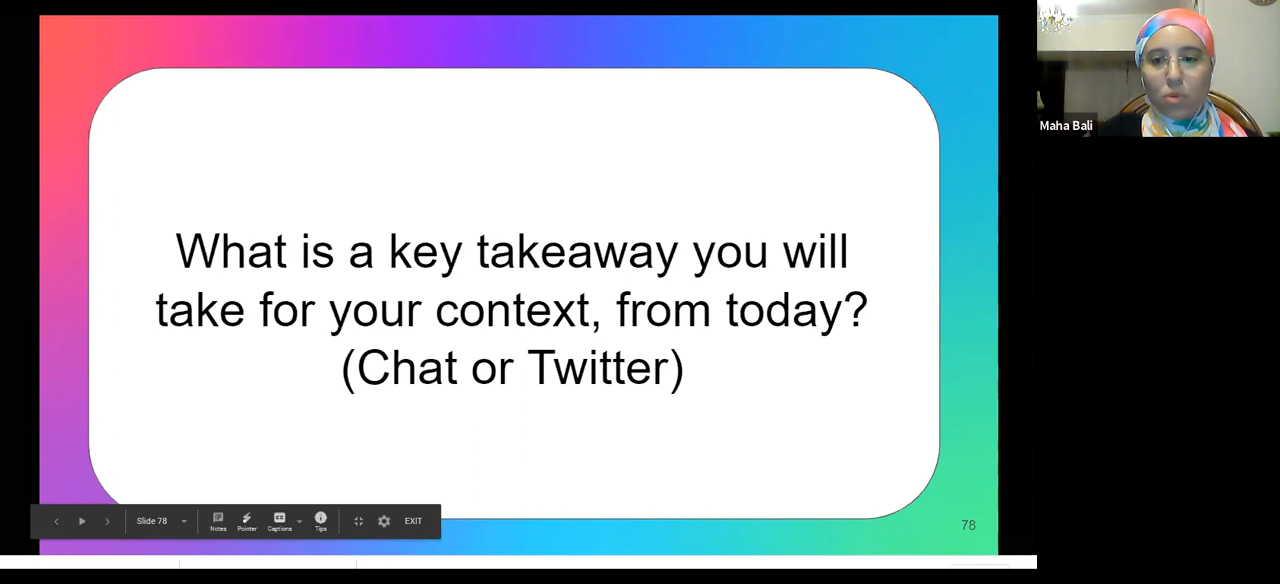 What is a key takeaway you will
take for your context, from today?
(Chat or Twitter)
Maha Bali
Slide 78
Notes
Pointer
Captions
Tips
EXIT
78